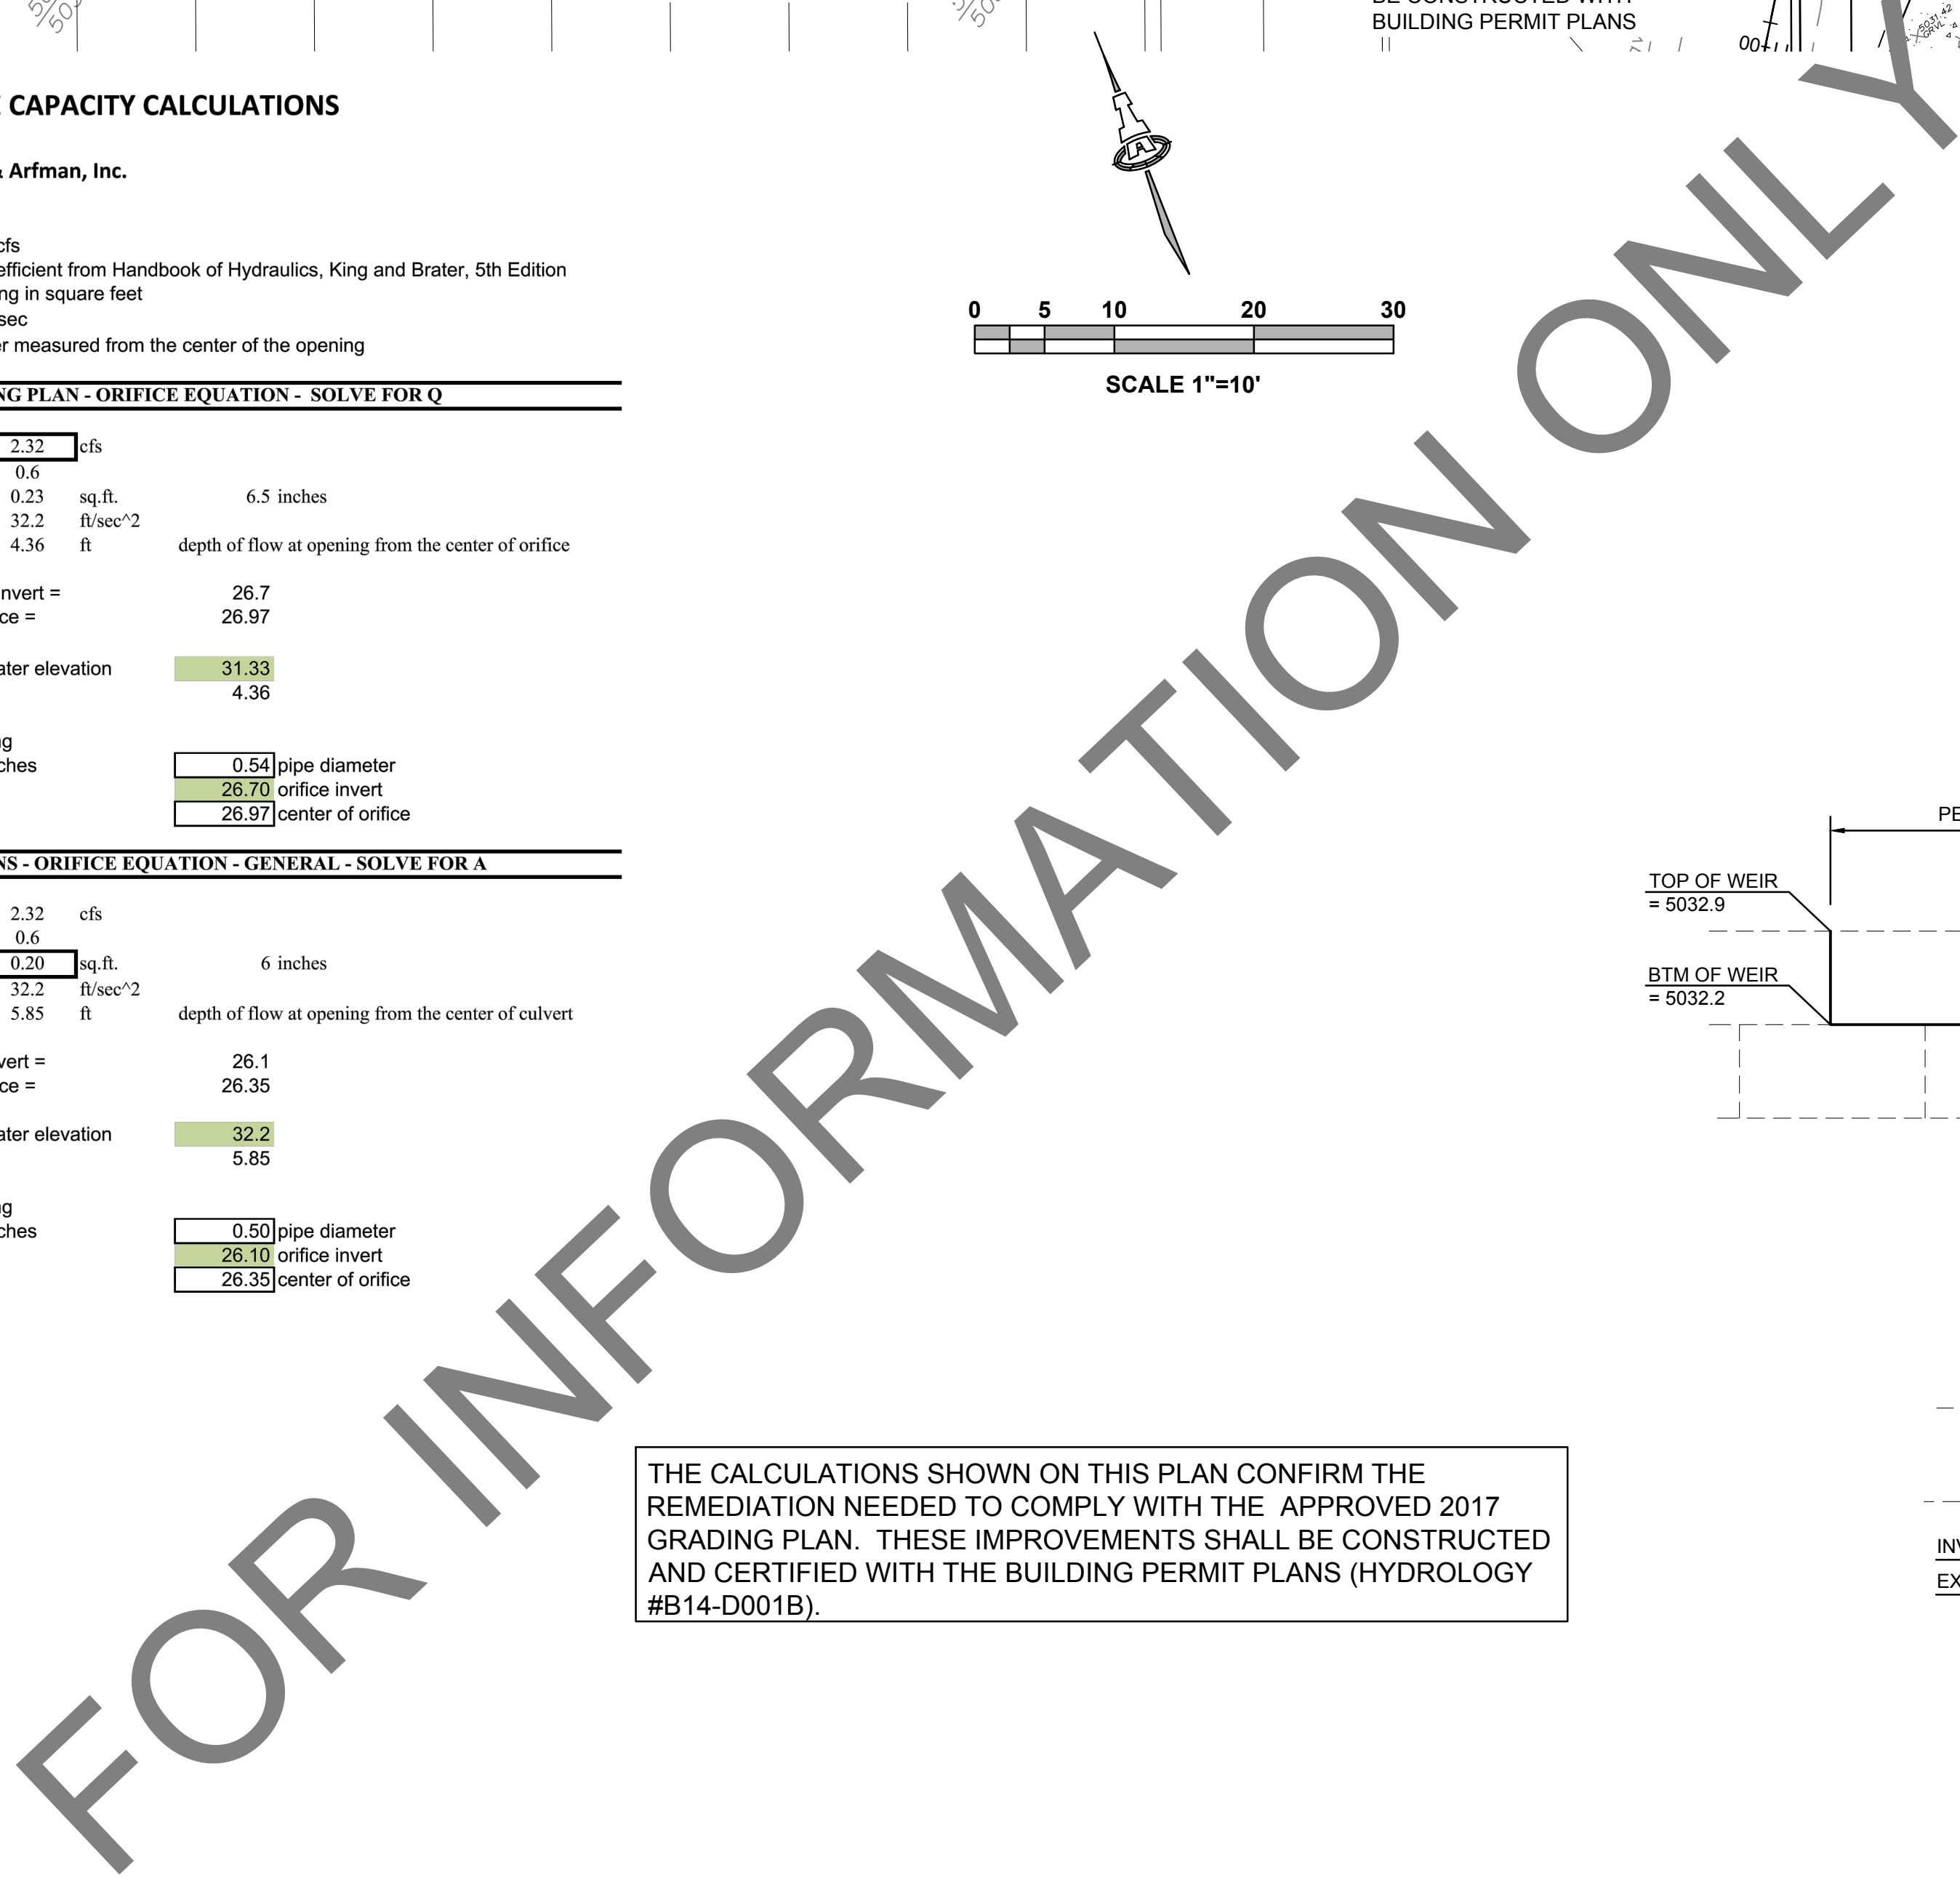 BUILDING PERMIT PLANS
CAPACITY CALCULATIONS
Arfman, Inc.
cfs
efficient from Handbook of Hydraulics, King and Brater, 5th Edition
ng in square feet
sec
er measured from the center of the opening
0 5 10 20 30
SCALE 1"=10'
NG PLAN - ORIFICE EQUATION - SOLVE FOR Q
2.32 cfs
0.6
0.23 sq.ft. 6.5 inches
32.2 ft/sec^2
4.36 ft depth of flow at opening from the center of orifice
nvert = 26.7
ce = 26.97
ater elevation 31.33
4.36
ng
ches 0.54 pipe diameter
26.70 orifice invert
26.97 center of orifice
NS - ORIFICE EQUATION - GENERAL - SOLVE FOR A
2.32 cfs
0.6
0.20 sq.ft. 6 inches
32.2 ft/sec^2
5.85 ft depth of flow at opening from the center of culvert
vert = 26.1
ce = 26.35
ater elevation 32.2
5.85
ng
ches 0.50 pipe diameter
26.10 orifice invert
26.35 center of orifice
TOP OF WEIR
= 5032.9
BTM OF WEIR
= 5032.2
PE
INV
EX
THE CALCULATIONS SHOWN ON THIS PLAN CONFIRM THE
REMEDIATION NEEDED TO COMPLY WITH THE APPROVED 2017
GRADING PLAN. THESE IMPROVEMENTS SHALL BE CONSTRUCTED
AND CERTIFIED WITH THE BUILDING PERMIT PLANS (HYDROLOGY
#B14-D001B).
FOR INFORMATION ONLY